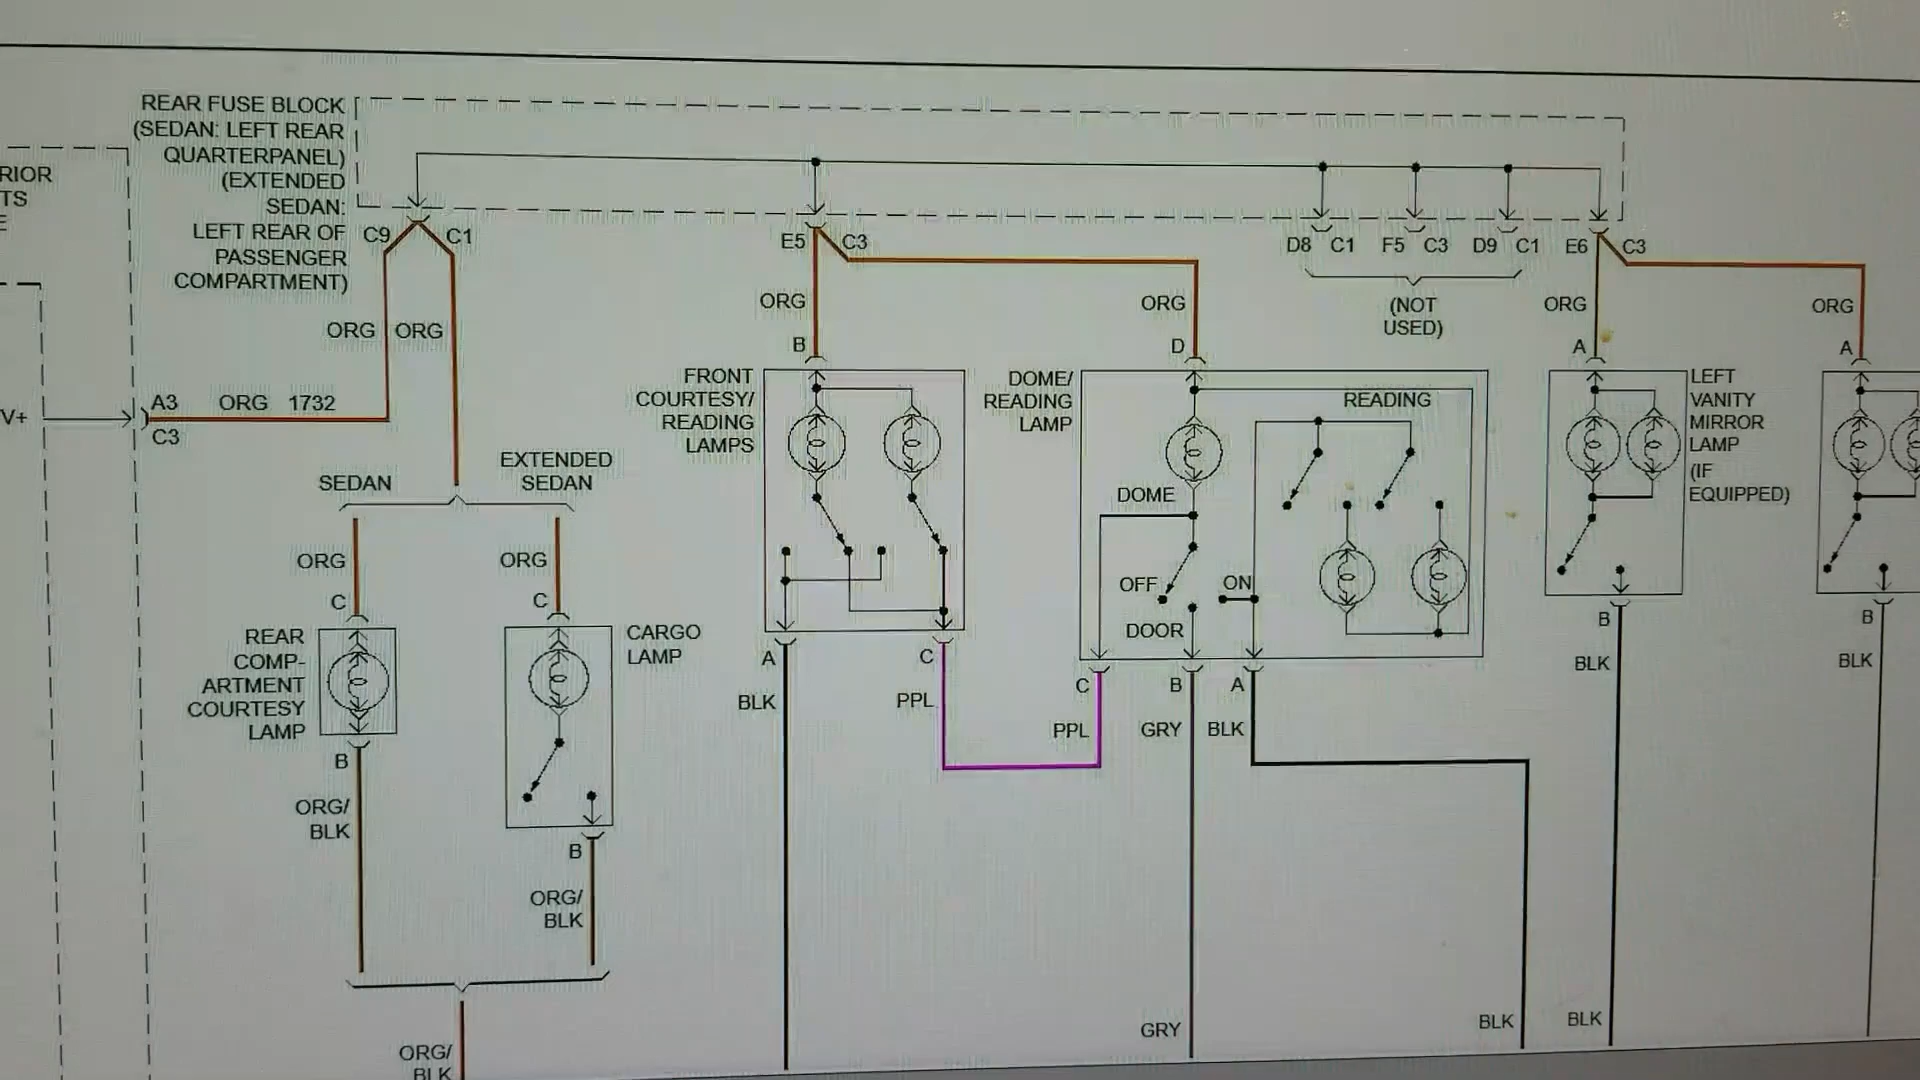 REAR FUSE BLOCK
(SEDAN: LEFT REAR
QUARTERPANEL)
(EXTENDED
SEDAN:
LEFT REAR OF
PASSENGER
COMPARTMENT)
RIOR
TS
E
V+
C9
C1
ORG
ORG
A3
ORG 1732
C3
SEDAN
EXTENDED
SEDAN
ORG
ORG
C
C
REAR
COMP-
ARTMENT
COURTESY
LAMP
CARGO
LAMP
B
ORG/
BLK
B
ORG/
BLK
ORG/
BLK
E5
C3
ORG
B
FRONT
COURTESY/
READING
LAMPS
A
BLK
C
PPL
ORG
D
DOME/
READING
LAMP
READING
DOME
OFF
ON
DOOR
C
B
A
PPL
GRY
BLK
GRY
BLK
D8
C1
F5
C3
D9
C1
(NOT
USED)
E6
C3
ORG
A
LEFT
VANITY
MIRROR
LAMP
(IF
EQUIPPED)
B
BLK
BLK
ORG
A
B
BLK